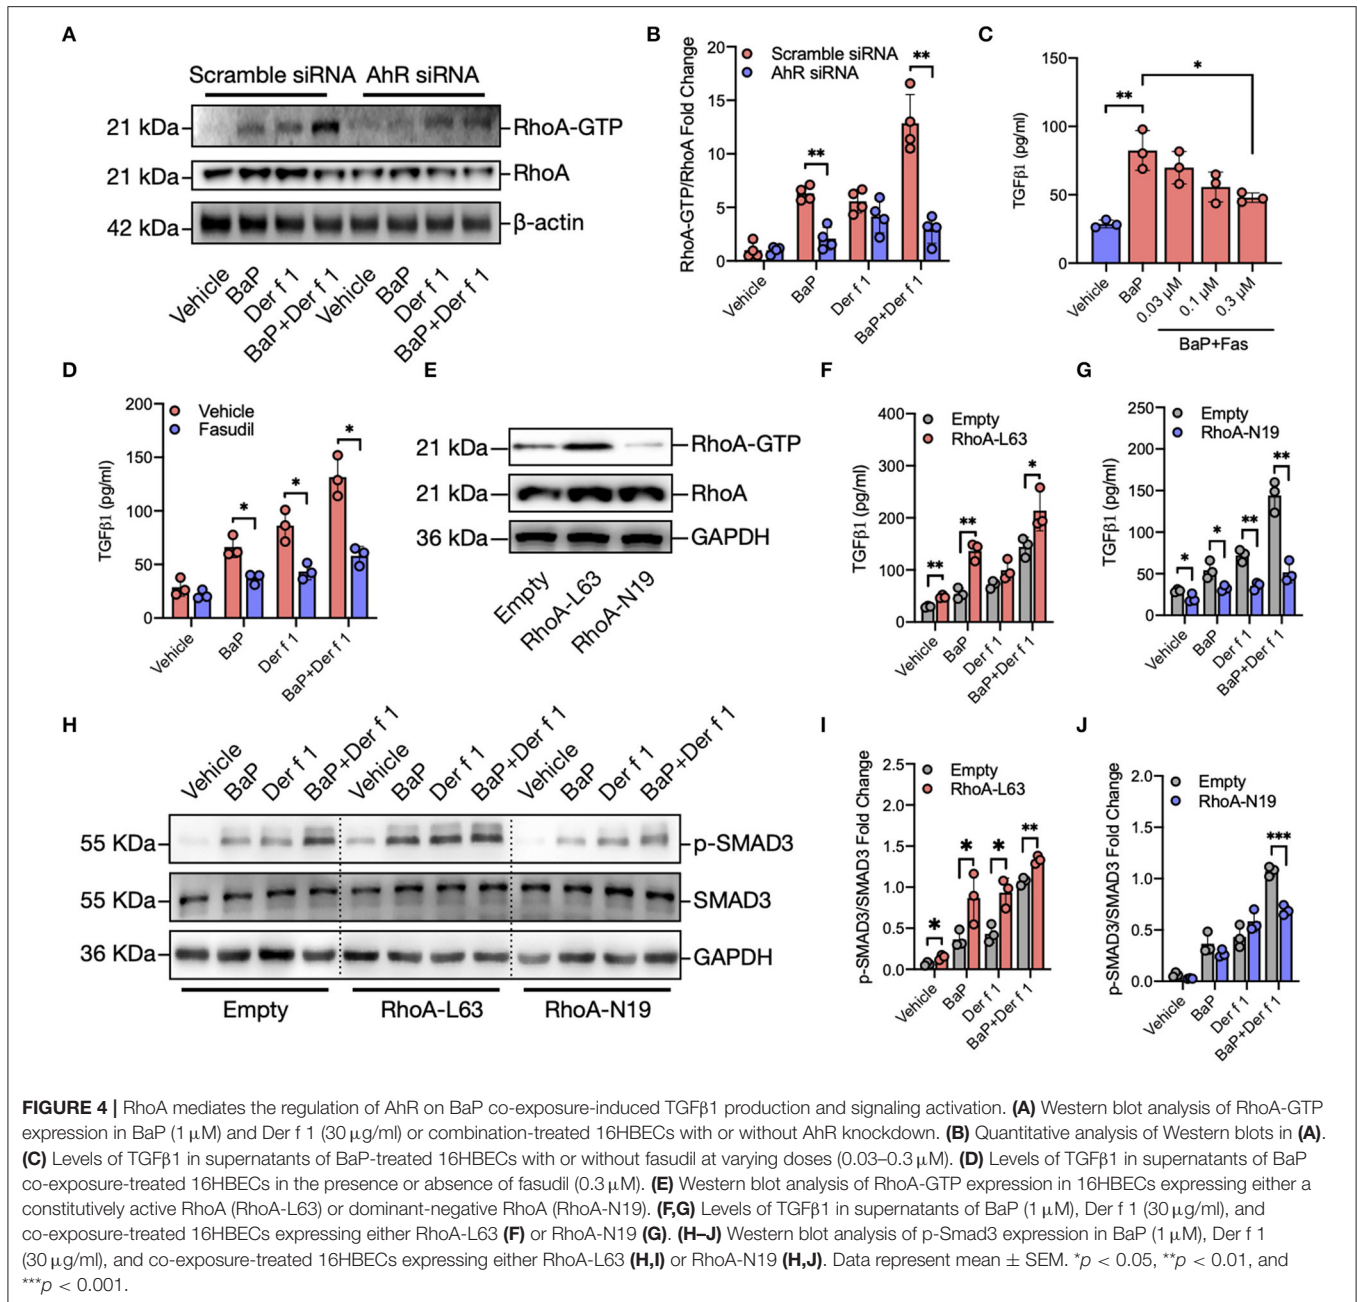 A
Scramble siRNA AhR siRNA
21 kDa RhoA-GTP
21 kDa RhoA
42 kDa β-actin
Vehicle BaP Der f 1 BaP+Der f 1 Vehicle BaP Der f 1 BaP+Der f 1
B
RhoA-GTP/RhoA Fold Change
20
15
10
5
0
Scramble siRNA
AhR siRNA
** **
Vehicle BaP Der f 1 BaP+Der f 1
C
TGFβ1 (pg/ml)
150
100
50
0
** *
Vehicle BaP 0.03 μM 0.1 μM 0.3 μM
BaP+Fas
D
TGFβ1 (pg/ml)
200
150
100
50
0
Vehicle
Fasudil
* * *
Vehicle BaP Der f 1 BaP+Der f 1
E
21 kDa RhoA-GTP
21 kDa RhoA
36 kDa GAPDH
Empty RhoA-L63 RhoA-N19
F
TGFβ1 (pg/ml)
400
300
200
100
0
Empty
RhoA-L63
** ** *
Vehicle BaP Der f 1 BaP+Der f 1
G
TGFβ1 (pg/ml)
250
200
150
100
50
0
Empty
RhoA-N19
* * ** **
Vehicle BaP Der f 1 BaP+Der f 1
H
Vehicle BaP Der f 1 BaP+Der f 1 Vehicle BaP Der f 1 BaP+Der f 1 Vehicle BaP Der f 1 BaP+Der f 1
55 KDa p-SMAD3
55 KDa SMAD3
36 KDa GAPDH
Empty RhoA-L63 RhoA-N19
I
p-SMAD3/SMAD3 Fold Change
2.5
2.0
1.5
1.0
0.5
0.0
Empty
RhoA-L63
* * * **
Vehicle BaP Der f 1 BaP+Der f 1
J
p-SMAD3/SMAD3 Fold Change
2.0
1.5
1.0
0.5
0.0
Empty
RhoA-N19
***
Vehicle BaP Der f 1 BaP+Der f 1
FIGURE 4 | RhoA mediates the regulation of AhR on BaP co-exposure-induced TGFβ1 production and signaling activation. (A) Western blot analysis of RhoA-GTP
expression in BaP (1 μM) and Der f 1 (30 μg/ml) or combination-treated 16HBECs with or without AhR knockdown. (B) Quantitative analysis of Western blots in (A).
(C) Levels of TGFβ1 in supernatants of BaP-treated 16HBECs with or without fasudil at varying doses (0.03–0.3 μM). (D) Levels of TGFβ1 in supernatants of BaP
co-exposure-treated 16HBECs in the presence or absence of fasudil (0.3 μM). (E) Western blot analysis of RhoA-GTP expression in 16HBECs expressing either a
constitutively active RhoA (RhoA-L63) or dominant-negative RhoA (RhoA-N19). (F,G) Levels of TGFβ1 in supernatants of BaP (1 μM), Der f 1 (30 μg/ml), and
co-exposure-treated 16HBECs expressing either RhoA-L63 (F) or RhoA-N19 (G). (H–J) Western blot analysis of p-Smad3 expression in BaP (1 μM), Der f 1
(30 μg/ml), and co-exposure-treated 16HBECs expressing either RhoA-L63 (H,I) or RhoA-N19 (H,J). Data represent mean ± SEM. *p < 0.05, **p < 0.01, and
***p < 0.001.